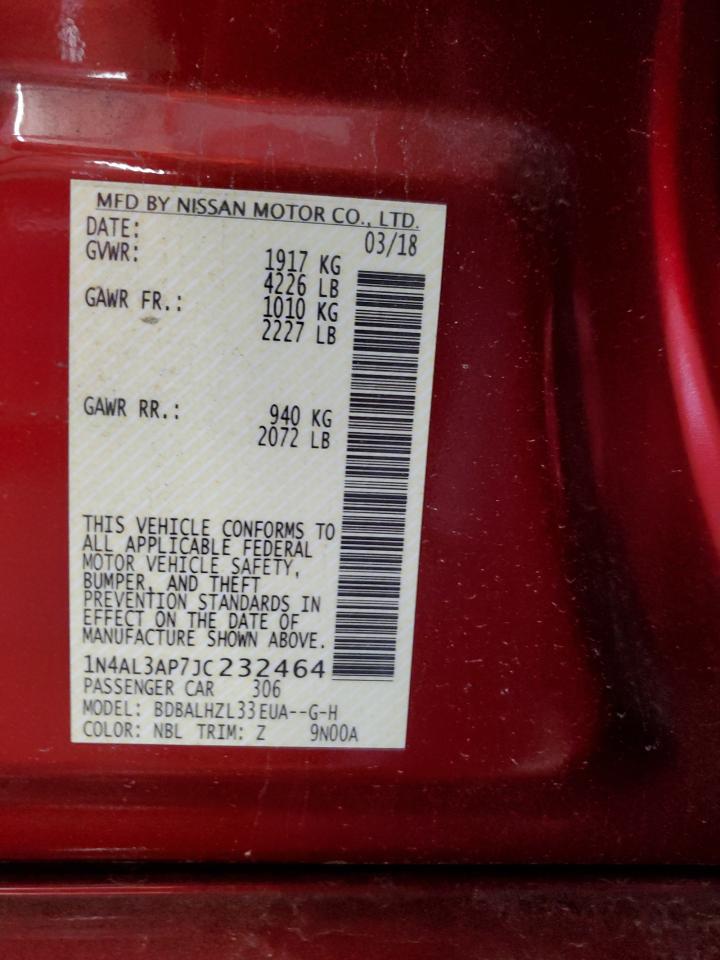 MFD BY NISSAN MOTOR CO., LTD.
DATE: 03/18
GVWR: 1917 KG
4226 LB
GAWR FR.: 1010 KG
2227 LB
GAWR RR.: 940 KG
2072 LB
THIS VEHICLE CONFORMS TO
ALL APPLICABLE FEDERAL
MOTOR VEHICLE SAFETY,
BUMPER, AND THEFT
PREVENTION STANDARDS IN
EFFECT ON THE DATE OF
MANUFACTURE SHOWN ABOVE.
1N4AL3AP7JC232464
PASSENGER CAR 306
MODEL: BDBALHZL33EUA--G-H
COLOR: NBL TRIM: Z 9N00A